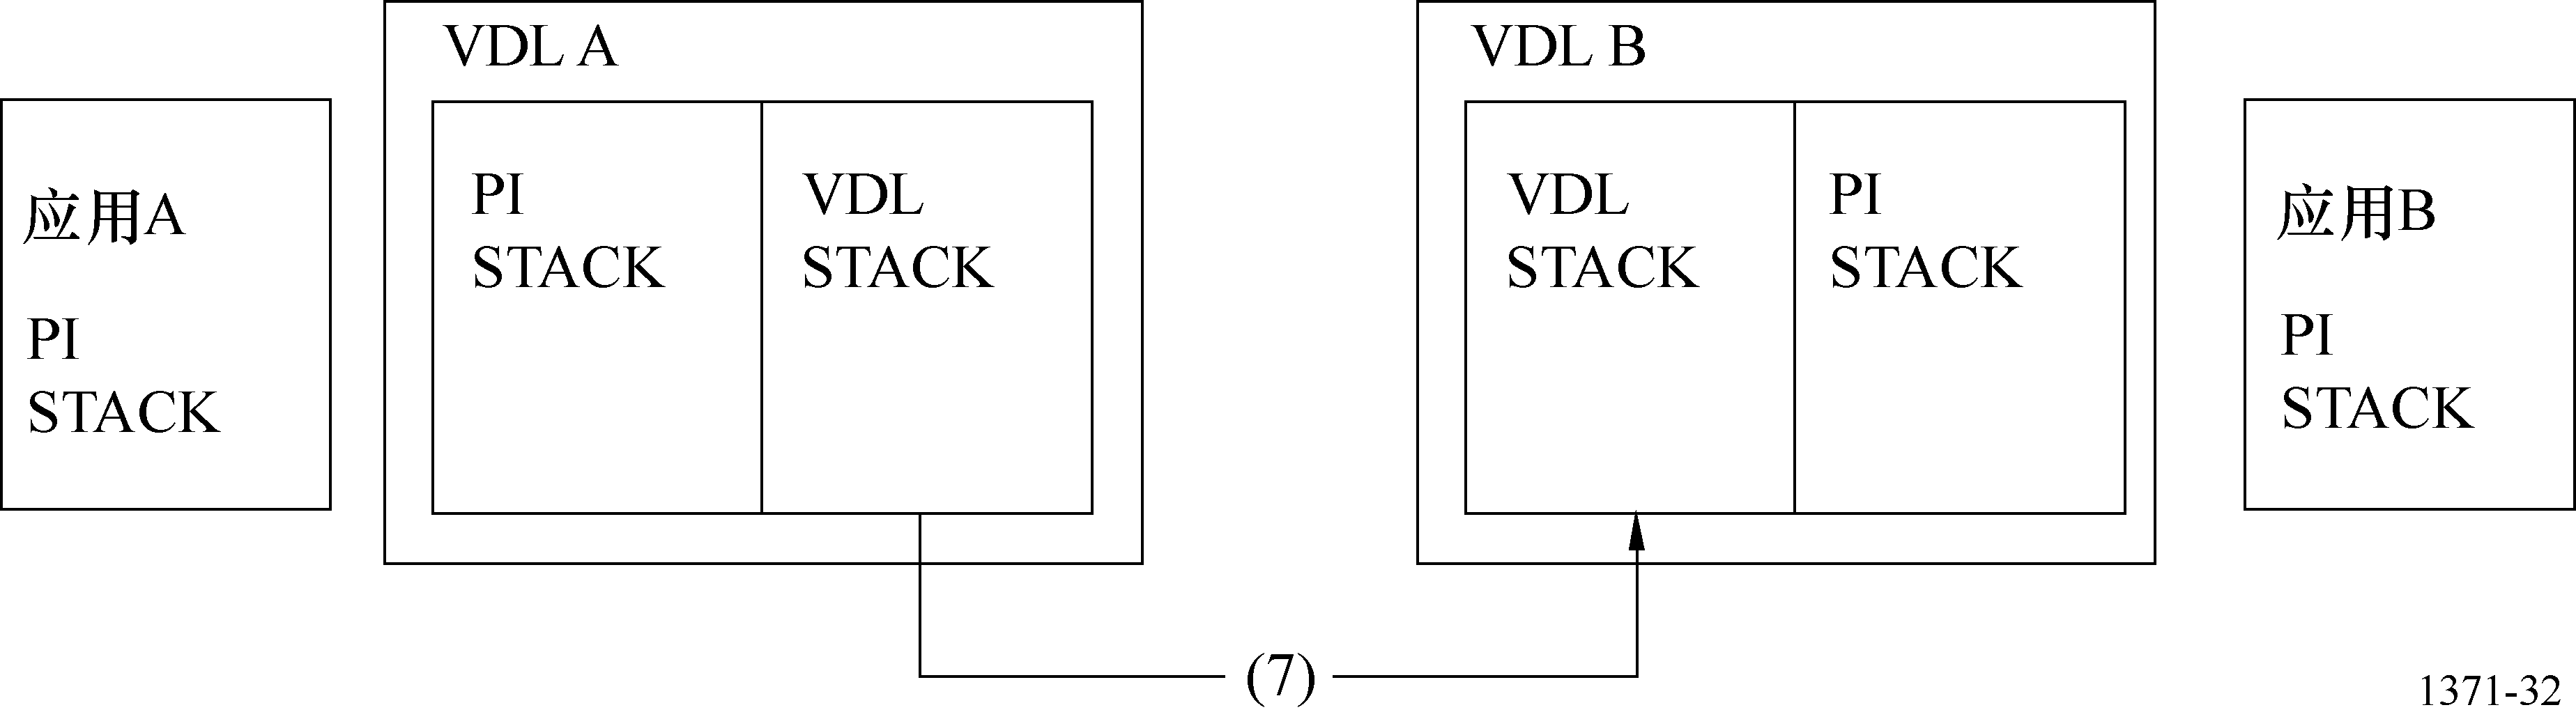 VDL A
VDL B
应用A
PI
STACK
PI
STACK
VDL
STACK
VDL
STACK
PI
STACK
应用B
PI
STACK
(7)
1371-32